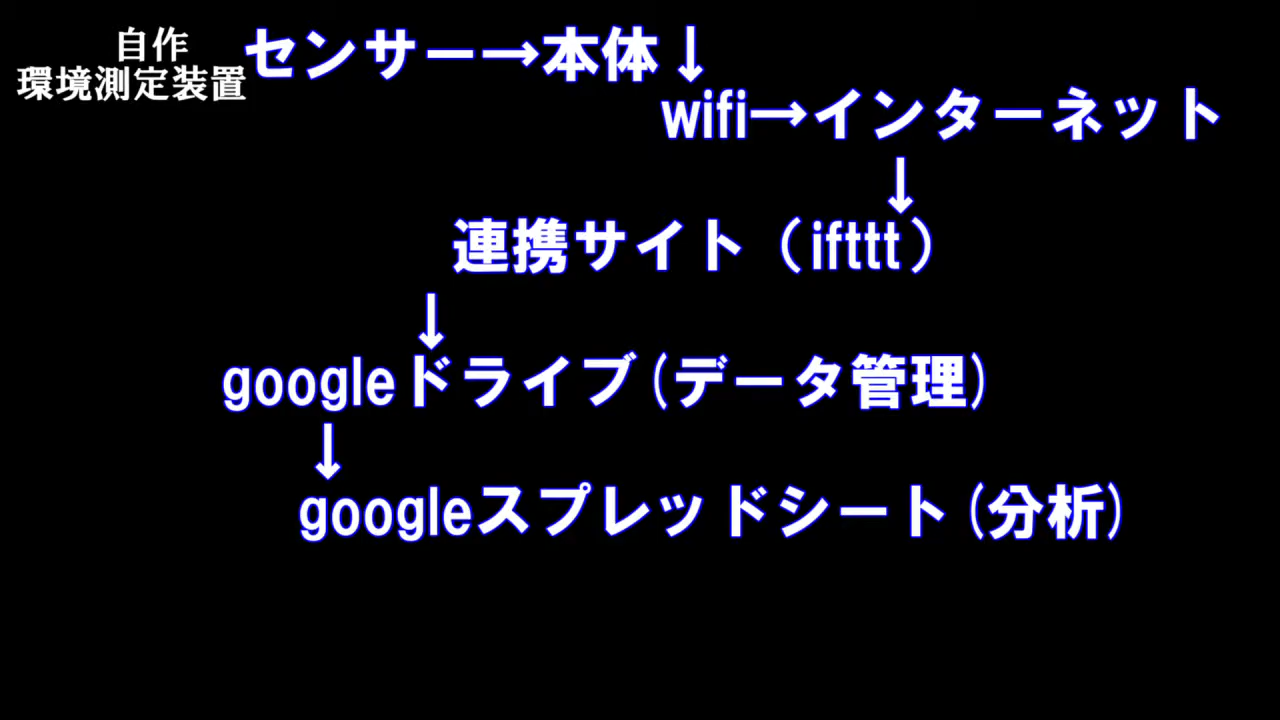 自作
環境測定装置
センサー→本体↓
wifi→インターネット
↓
連携サイト（ifttt）
↓
googleドライブ(データ管理)
↓
googleスプレッドシート(分析)